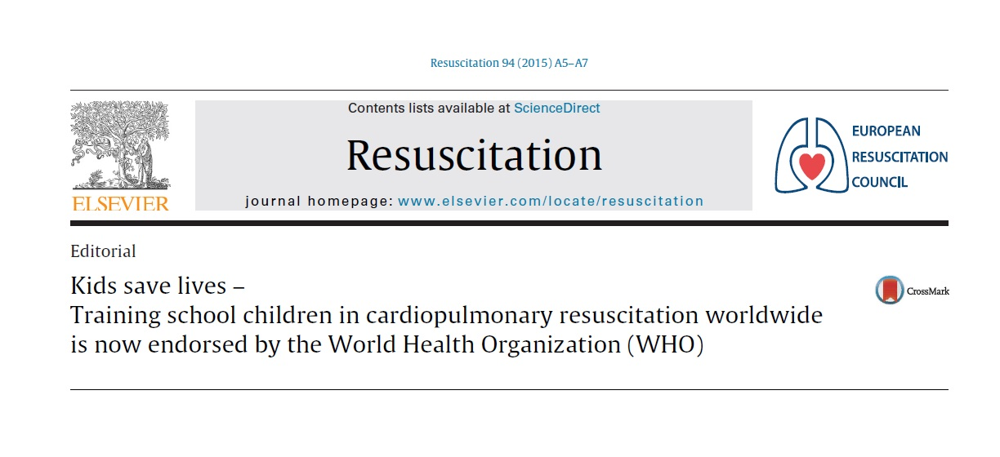 Resuscitation 94 (2015) A5–A7
Contents lists available at ScienceDirect
Resuscitation
journal homepage: www.elsevier.com/locate/resuscitation
ELSEVIER
EUROPEAN
RESUSCITATION
COUNCIL
Editorial
Kids save lives –
Training school children in cardiopulmonary resuscitation worldwide
is now endorsed by the World Health Organization (WHO)
CrossMark